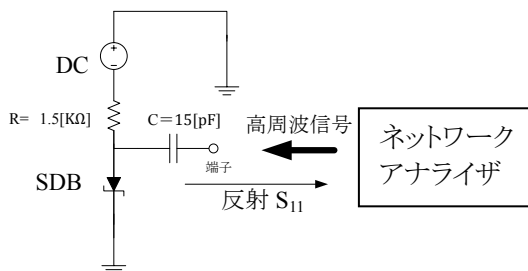 DC
R= 1.5[KΩ]
C=15[pF]
端子
SDB
高周波信号
反射 S₁₁
ネットワーク
アナライザ